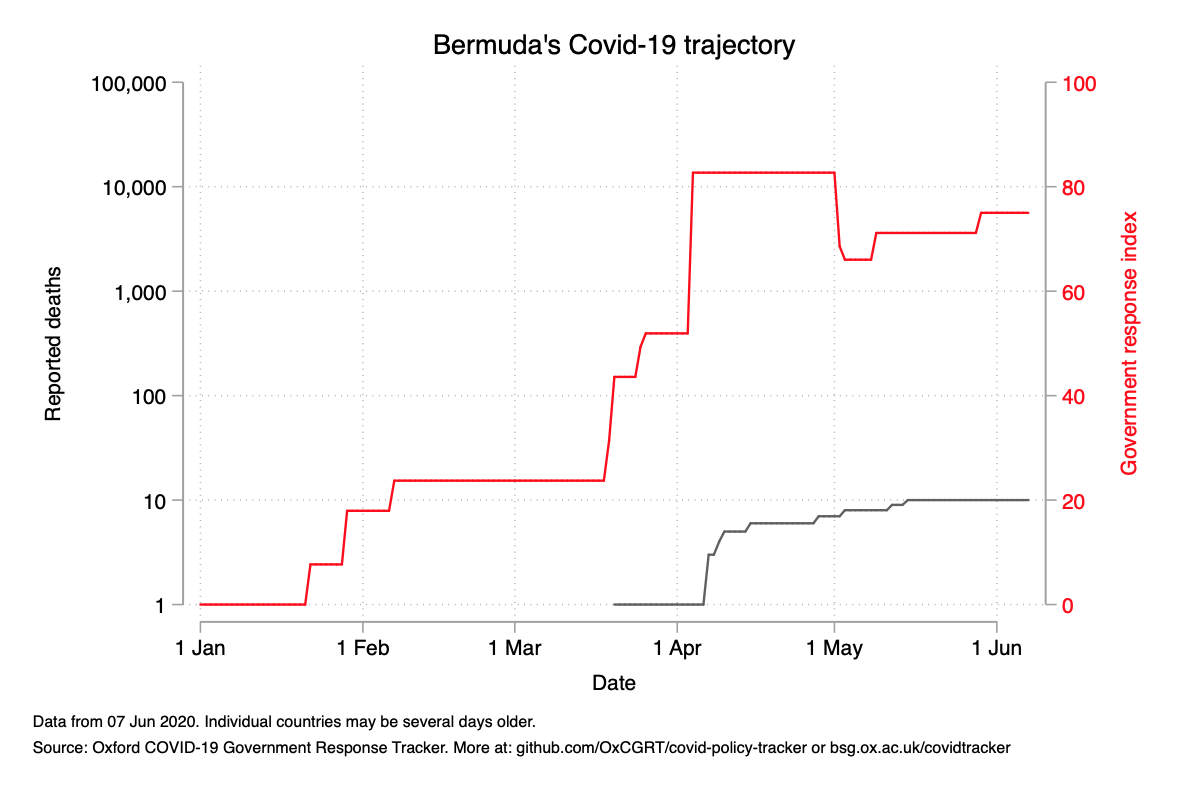 Bermuda's Covid-19 trajectory
100,000
10,000
1,000
100
10
1
Reported deaths
100
80
60
40
20
0
Government response index
1 Jan
1 Feb
1 Mar
1 Apr
1 May
1 Jun
Date
Data from 07 Jun 2020. Individual countries may be several days older.
Source: Oxford COVID-19 Government Response Tracker. More at: github.com/OxCGRT/covid-policy-tracker or bsg.ox.ac.uk/covidtracker